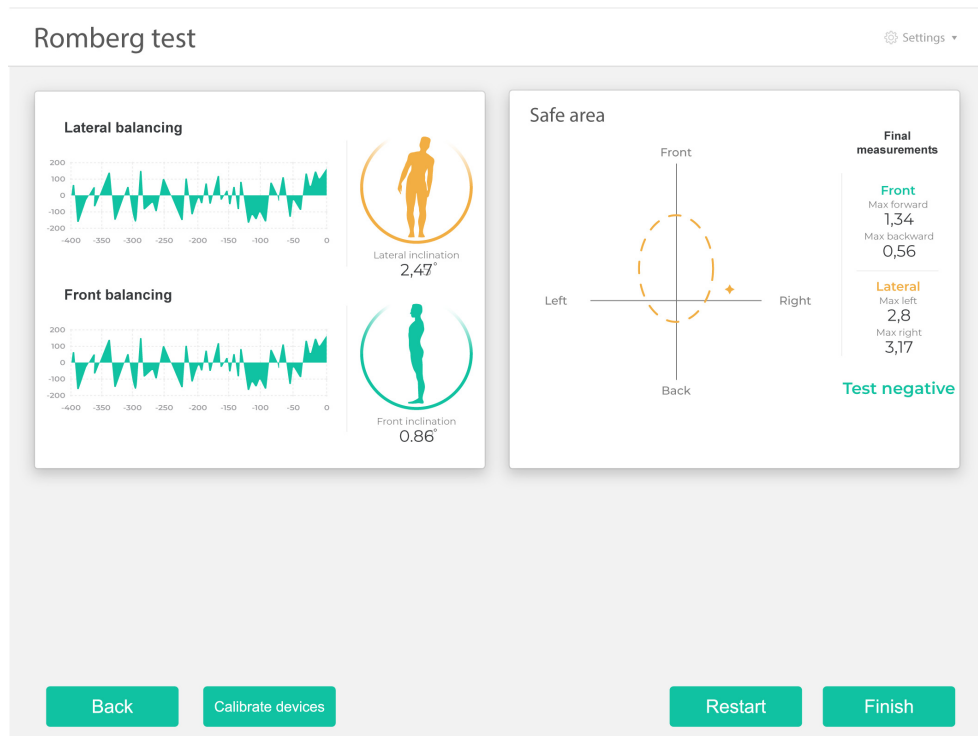 Romberg test
Settings
Lateral balancing
200
100
0
-100
-200
-400 -350 -300 -250 -200 -150 -100 -50 0
Lateral inclination
2,47°
Front balancing
200
100
0
-100
-200
-400 -350 -300 -250 -200 -150 -100 -50 0
Front inclination
0.86°
Safe area
Front
Left
Right
Back
Final
measurements
Front
Max forward
1,34
Max backward
0,56
Lateral
Max left
2,8
Max right
3,17
Test negative
Back
Calibrate devices
Restart
Finish